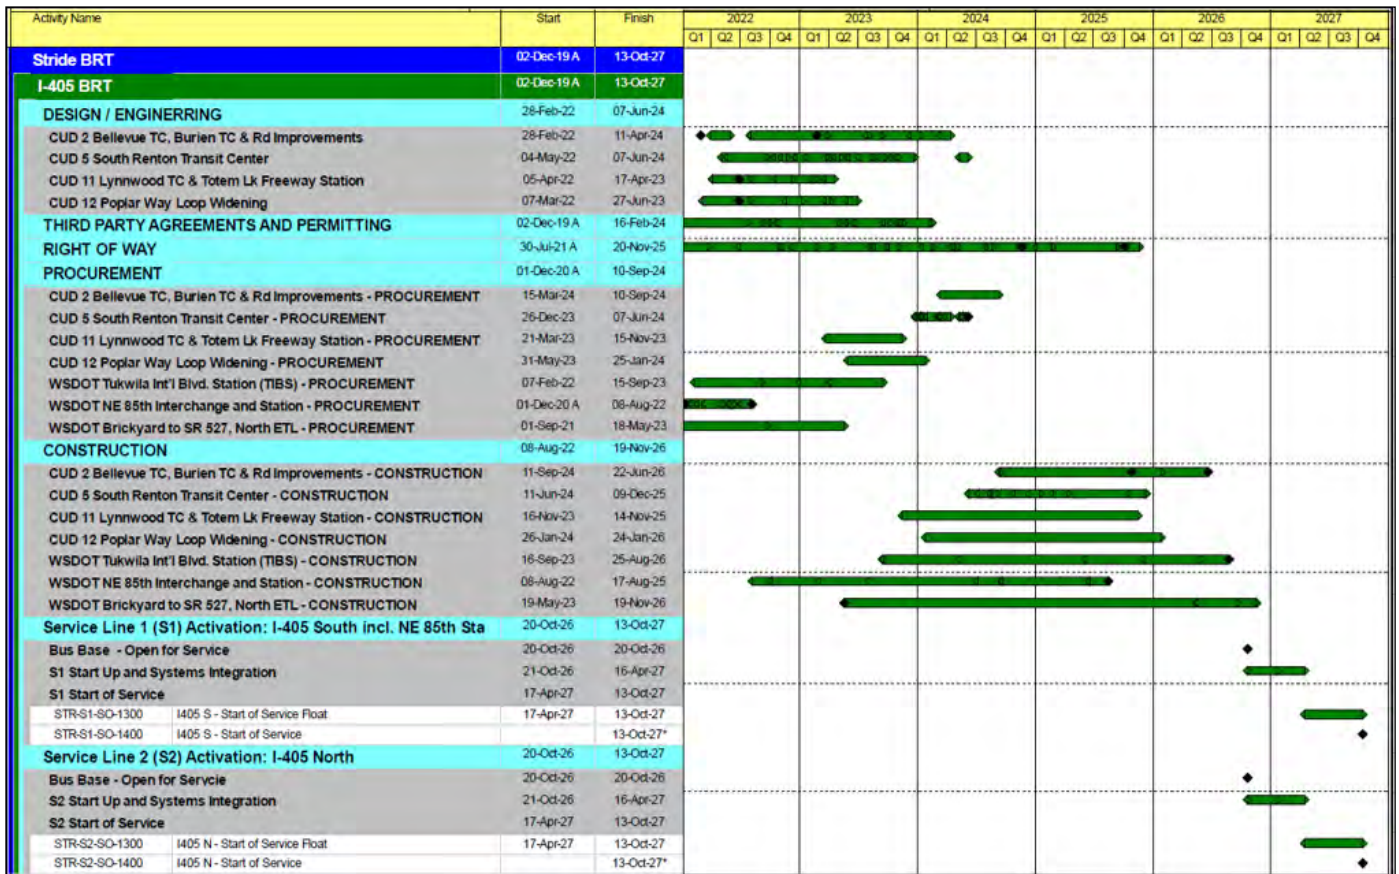 Activity Name Start Finish 2022 2023 2024 2025 2026 2027
Q1 Q2 Q3 Q4 Q1 Q2 Q3 Q4 Q1 Q2 Q3 Q4 Q1 Q2 Q3 Q4 Q1 Q2 Q3 Q4 Q1 Q2 Q3 Q4
Stride BRT 02-Dec-19 A 13-Oct-27
I-405 BRT 02-Dec-19 A 13-Oct-27
DESIGN / ENGINERRING 28-Feb-22 07-Jun-24
CUD 2 Bellevue TC, Burien TC & Rd Improvements 28-Feb-22 11-Apr-24
CUD 5 South Renton Transit Center 04-May-22 07-Jun-24
CUD 11 Lynnwood TC & Totem Lk Freeway Station 05-Apr-22 17-Apr-23
CUD 12 Poplar Way Loop Widening 07-Mar-22 27-Jun-23
THIRD PARTY AGREEMENTS AND PERMITTING 02-Dec-19 A 16-Feb-24
RIGHT OF WAY 30-Jul-21 A 20-Nov-25
PROCUREMENT 01-Dec-20 A 10-Sep-24
CUD 2 Bellevue TC, Burien TC & Rd Improvements - PROCUREMENT 15-Mar-24 10-Sep-24
CUD 5 South Renton Transit Center - PROCUREMENT 26-Dec-23 07-Jun-24
CUD 11 Lynnwood TC & Totem Lk Freeway Station - PROCUREMENT 21-Mar-23 15-Nov-23
CUD 12 Poplar Way Loop Widening - PROCUREMENT 31-May-23 25-Jan-24
WSDOT Tukwila Int'l Blvd. Station (TIBS) - PROCUREMENT 07-Feb-22 15-Sep-23
WSDOT NE 85th Interchange and Station - PROCUREMENT 01-Dec-20 A 08-Aug-22
WSDOT Brickyard to SR 527, North ETL - PROCUREMENT 01-Sep-21 18-May-23
CONSTRUCTION 08-Aug-22 19-Nov-26
CUD 2 Bellevue TC, Burien TC & Rd Improvements - CONSTRUCTION 11-Sep-24 22-Jun-26
CUD 5 South Renton Transit Center - CONSTRUCTION 11-Jun-24 09-Dec-25
CUD 11 Lynnwood TC & Totem Lk Freeway Station - CONSTRUCTION 16-Nov-23 14-Nov-25
CUD 12 Poplar Way Loop Widening - CONSTRUCTION 26-Jan-24 24-Jan-26
WSDOT Tukwila Int'l Blvd. Station (TIBS) - CONSTRUCTION 16-Sep-23 25-Aug-26
WSDOT NE 85th Interchange and Station - CONSTRUCTION 08-Aug-22 17-Aug-25
WSDOT Brickyard to SR 527, North ETL - CONSTRUCTION 19-May-23 19-Nov-26
Service Line 1 (S1) Activation: I-405 South incl. NE 85th Sta 20-Oct-26 13-Oct-27
Bus Base - Open for Service 20-Oct-26 20-Oct-26
S1 Start Up and Systems Integration 21-Oct-26 16-Apr-27
S1 Start of Service 17-Apr-27 13-Oct-27
STR-S1-SO-1300 I405 S - Start of Service Float 17-Apr-27 13-Oct-27
STR-S1-SO-1400 I405 S - Start of Service 13-Oct-27*
Service Line 2 (S2) Activation: I-405 North 20-Oct-26 13-Oct-27
Bus Base - Open for Servcie 20-Oct-26 20-Oct-26
S2 Start Up and Systems Integration 21-Oct-26 16-Apr-27
S2 Start of Service 17-Apr-27 13-Oct-27
STR-S2-SO-1300 I405 N - Start of Service Float 17-Apr-27 13-Oct-27
STR-S2-SO-1400 I405 N - Start of Service 13-Oct-27*